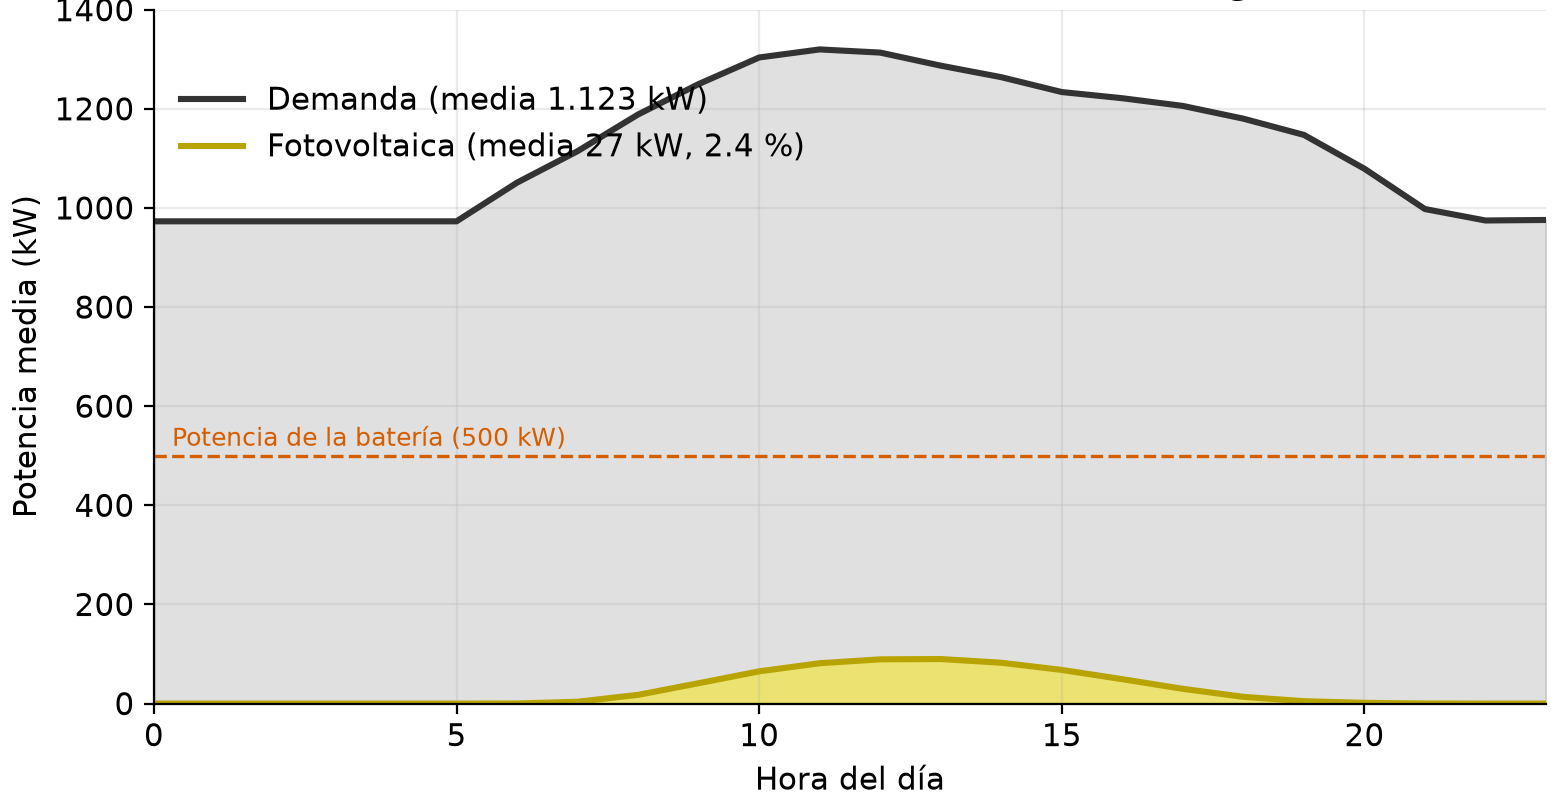 1400
1200
1000
800
600
400
200
0
Potencia media (kW)
Demanda (media 1.123 kW)
Fotovoltaica (media 27 kW, 2.4 %)
Potencia de la batería (500 kW)
0 5 10 15 20
Hora del día